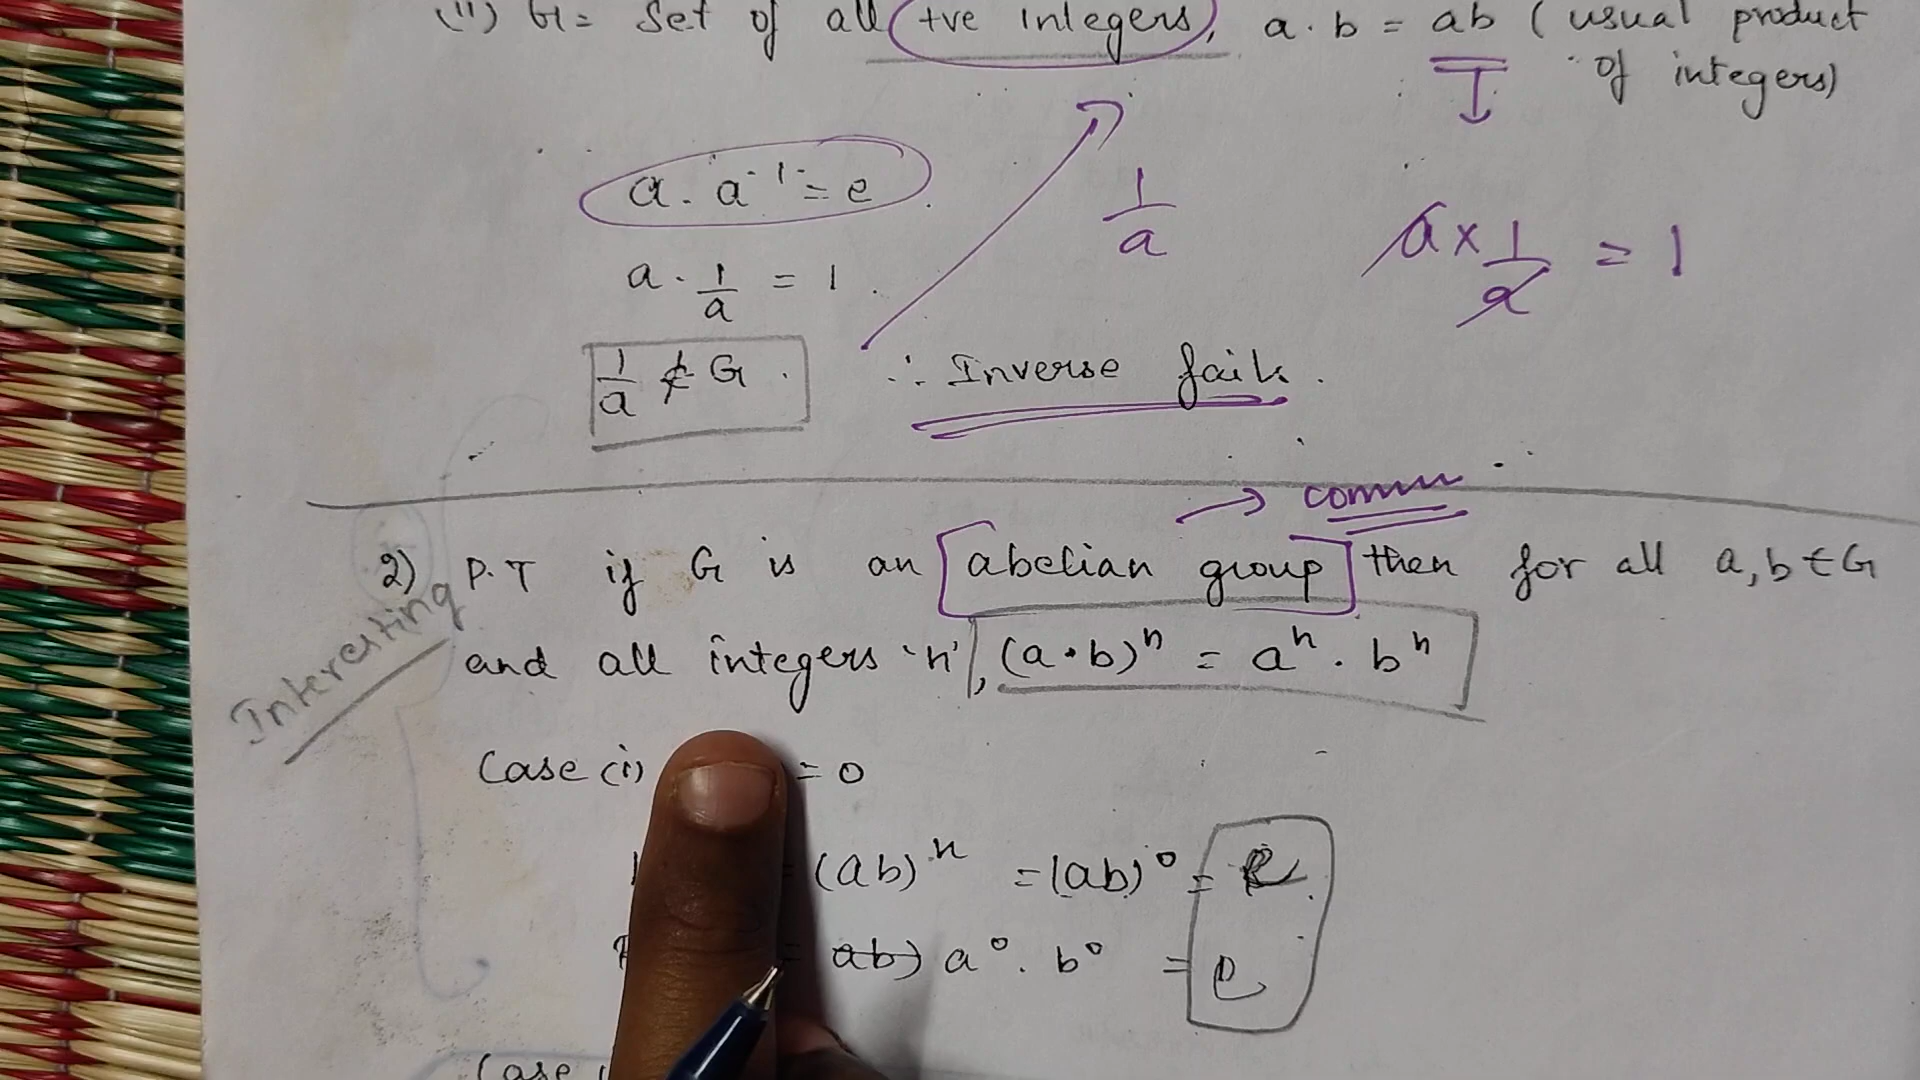 (ii) G = Set of all +ve integers, a . b = ab ( usual product
of integers)
a . a⁻¹ = e
1/a
a × 1/a = 1
a . 1/a = 1
1/a ∉ G .
∴ Inverse fails .
→ comm
2) P.T if G is an abelian group then for all a, b ∈ G
Interesting
and all integers 'n', (a • b)ⁿ = aⁿ . bⁿ
Case (i) = 0
= (ab)ⁿ = (ab)⁰ = e .
= a⁰ . b⁰ = e
Case